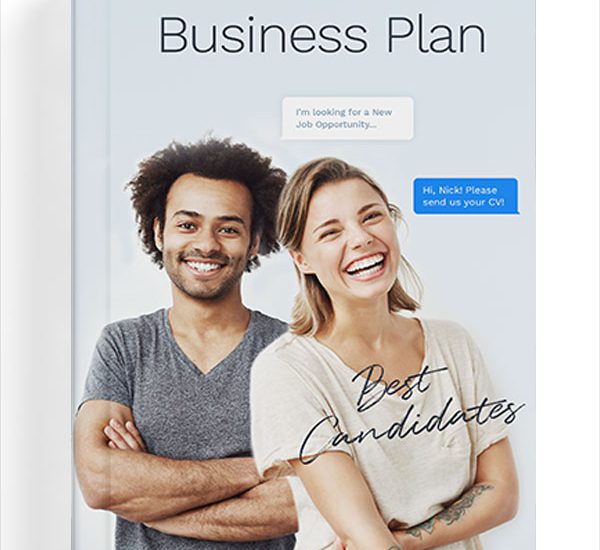 Business Plan
I'm looking for a New
Job Opportunity...
Hi, Nick! Please
send us your CV!
Best
Candidates